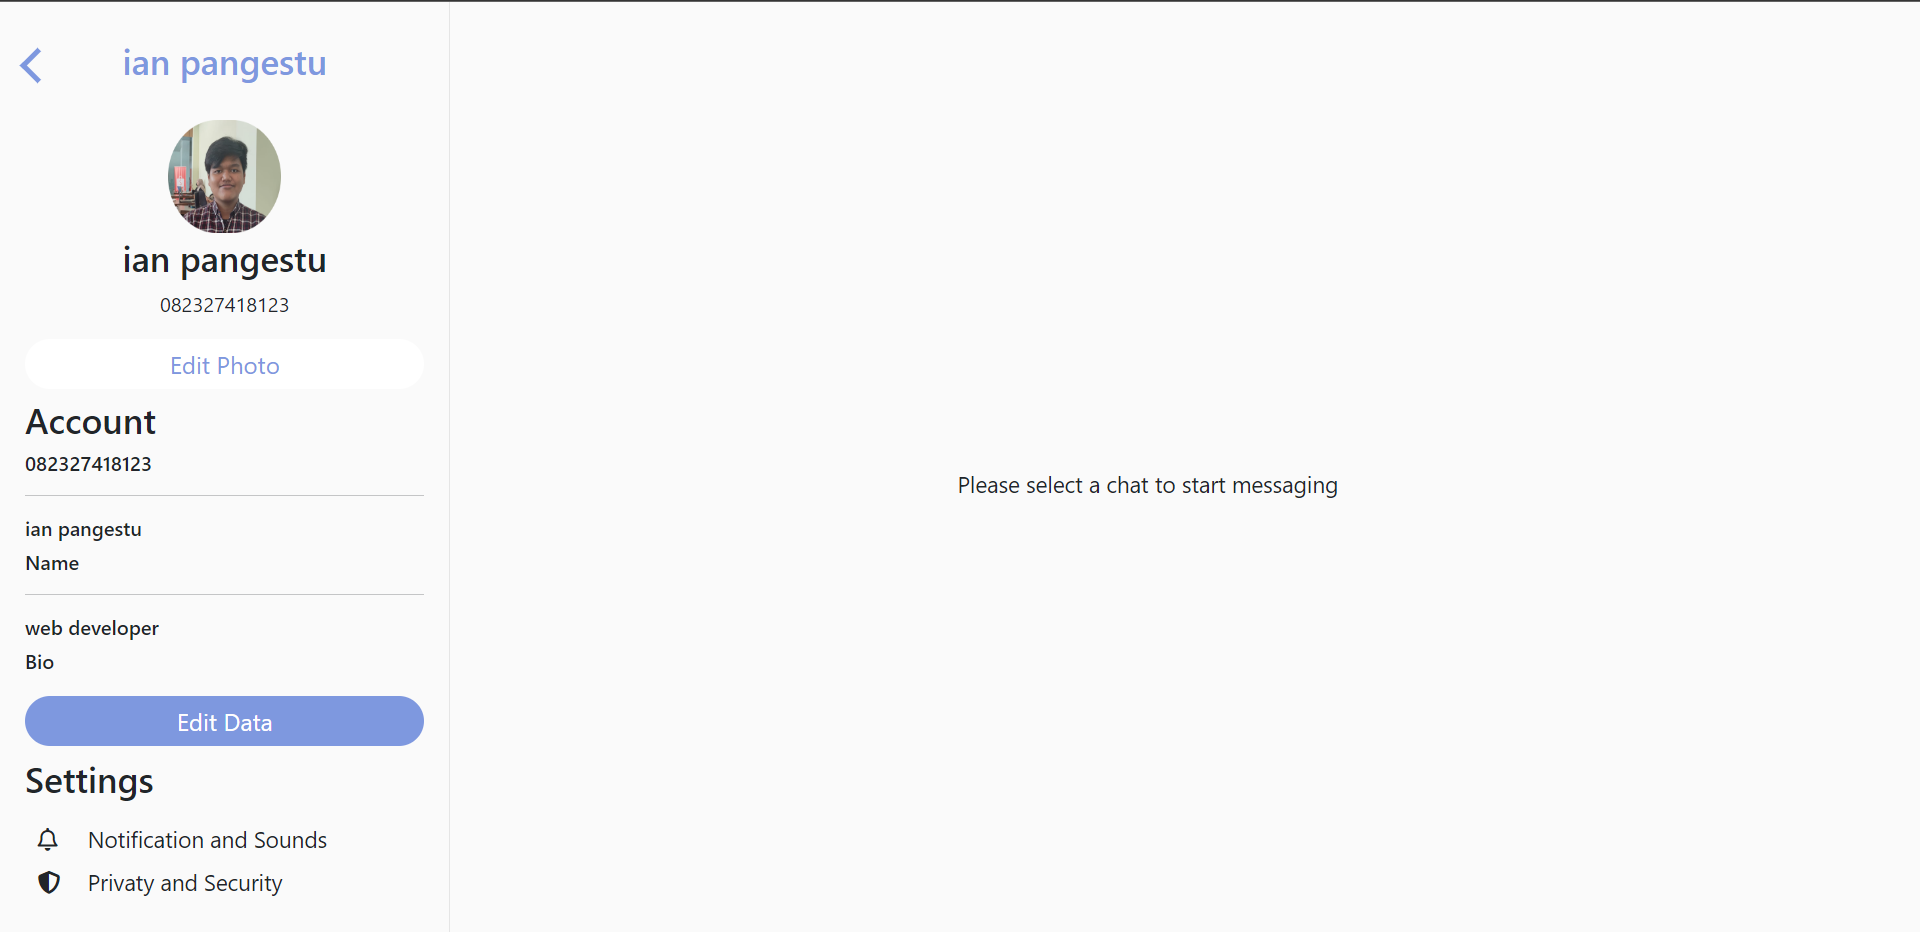 ian pangestu
ian pangestu
082327418123
Edit Photo
Account
082327418123
ian pangestu
Name
web developer
Bio
Edit Data
Settings
Notification and Sounds
Privaty and Security
Please select a chat to start messaging